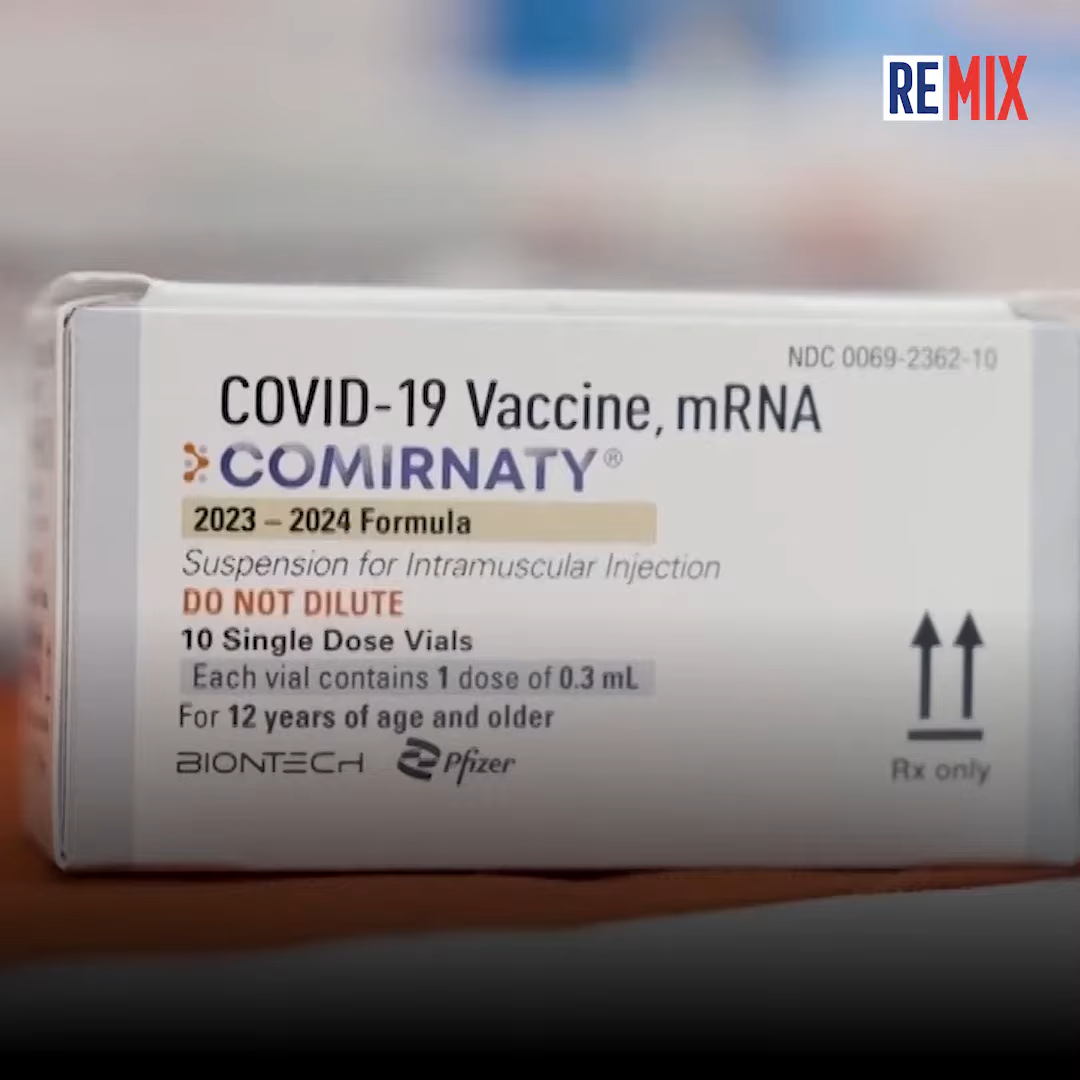 REMIX
NDC 0069-2362-10
COVID-19 Vaccine, mRNA
COMIRNATY®
2023 – 2024 Formula
Suspension for Intramuscular Injection
DO NOT DILUTE
10 Single Dose Vials
Each vial contains 1 dose of 0.3 mL
For 12 years of age and older
BIONTECH Pfizer
Rx only